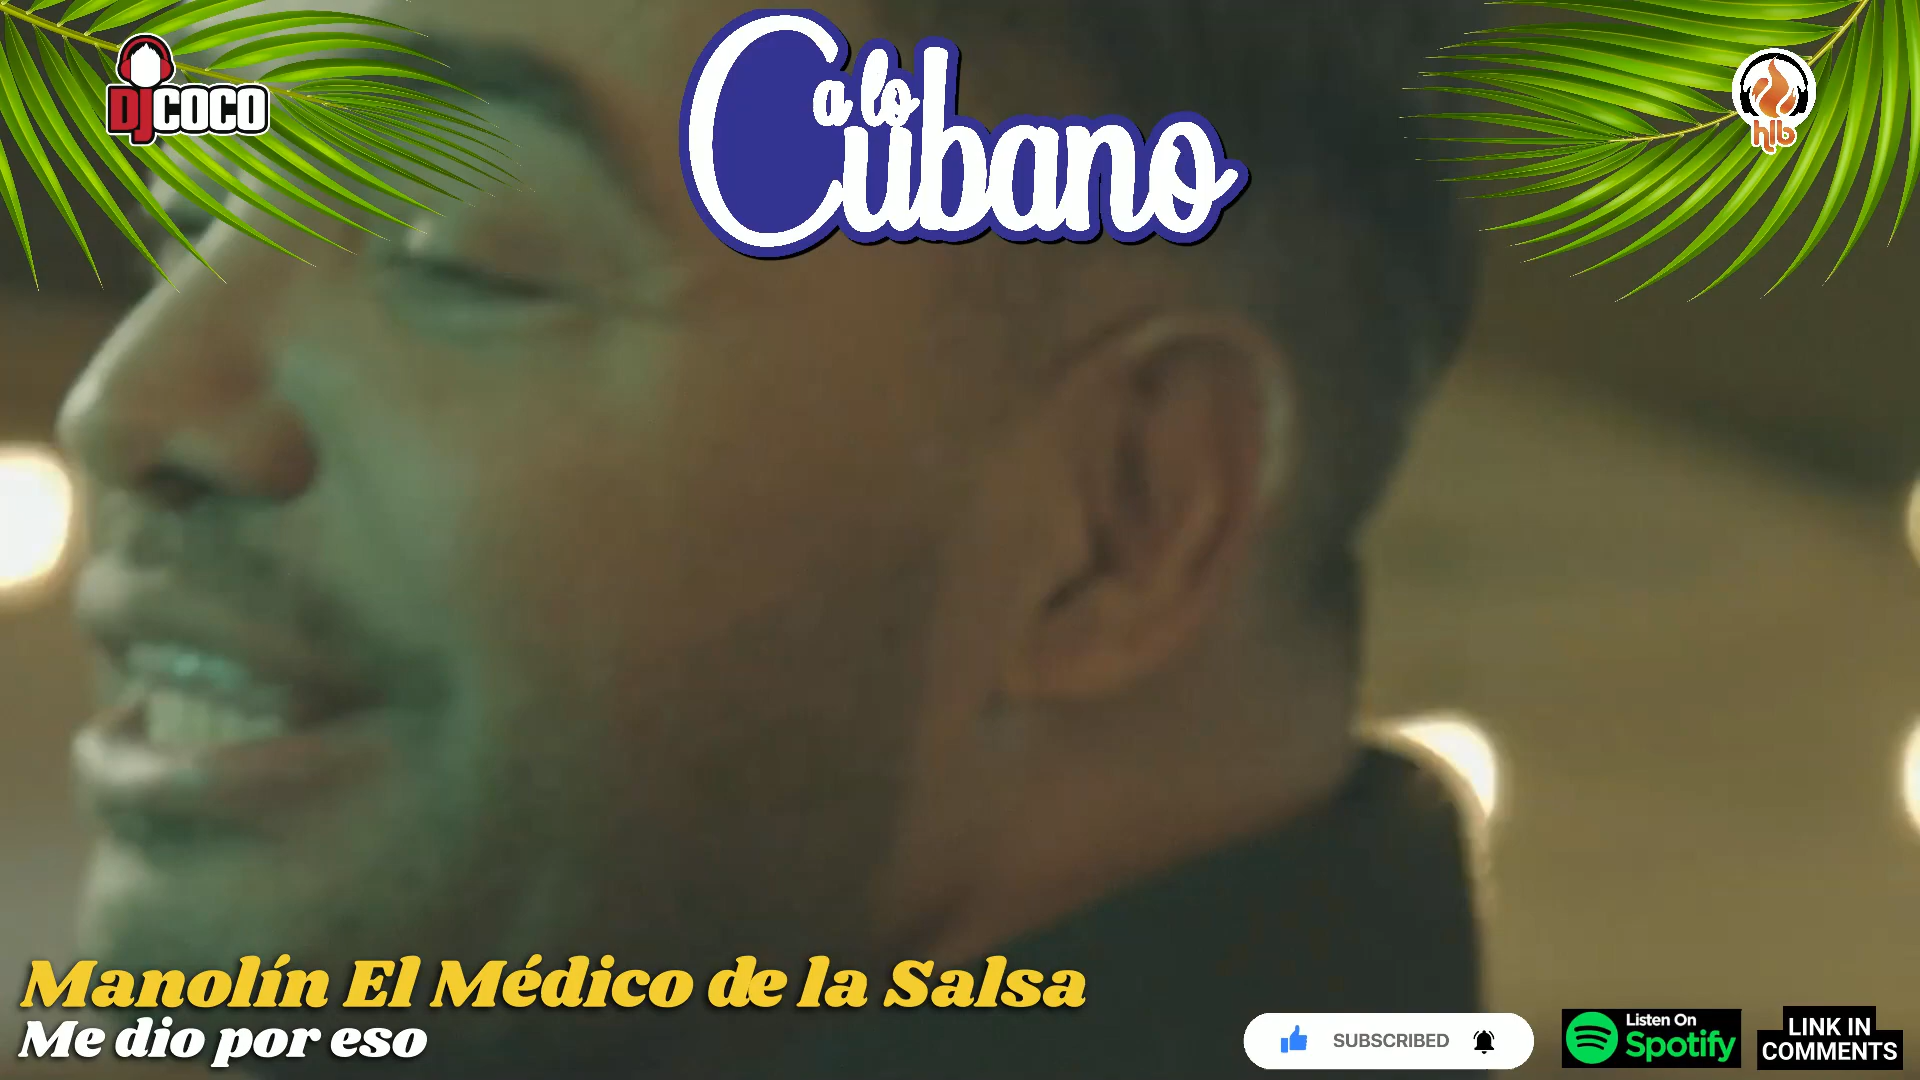 DJ COCO
a lo
Cubano
hlb
Manolín El Médico de la Salsa
Me dio por eso
SUBSCRIBED
Listen On
Spotify
LINK IN
COMMENTS